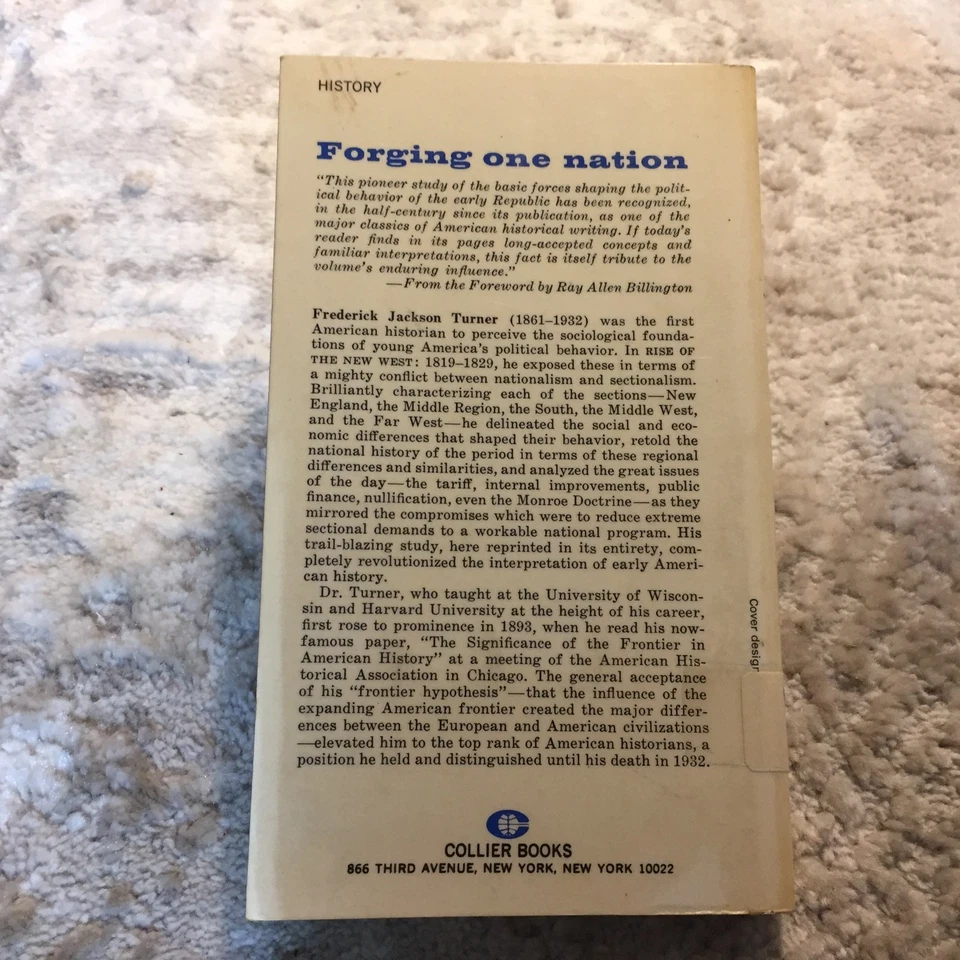 HISTORY
Forging one nation
“This pioneer study of the basic forces shaping the polit-
ical behavior of the early Republic has been recognized,
in the half-century since its publication, as one of the
major classics of American historical writing. If today's
reader finds in its pages long-accepted concepts and
familiar interpretations, this fact is itself tribute to the
volume's enduring influence.”
—From the Foreword by Ray Allen Billington
Frederick Jackson Turner (1861–1932) was the first
American historian to perceive the sociological founda-
tions of young America's political behavior. In RISE OF
THE NEW WEST: 1819–1829, he exposed these in terms of
a mighty conflict between nationalism and sectionalism.
Brilliantly characterizing each of the sections—New
England, the Middle Region, the South, the Middle West,
and the Far West—he delineated the social and eco-
nomic differences that shaped their behavior, retold the
national history of the period in terms of these regional
differences and similarities, and analyzed the great issues
of the day—the tariff, internal improvements, public
finance, nullification, even the Monroe Doctrine—as they
mirrored the compromises which were to reduce extreme
sectional demands to a workable national program. His
trail-blazing study, here reprinted in its entirety, com-
pletely revolutionized the interpretation of early Ameri-
can history.
Dr. Turner, who taught at the University of Wiscon-
sin and Harvard University at the height of his career,
first rose to prominence in 1893, when he read his now-
famous paper, “The Significance of the Frontier in
American History” at a meeting of the American His-
torical Association in Chicago. The general acceptance
of his “frontier hypothesis”—that the influence of the
expanding American frontier created the major differ-
ences between the European and American civilizations
—elevated him to the top rank of American historians, a
position he held and distinguished until his death in 1932.
Cover design
COLLIER BOOKS
866 THIRD AVENUE, NEW YORK, NEW YORK 10022